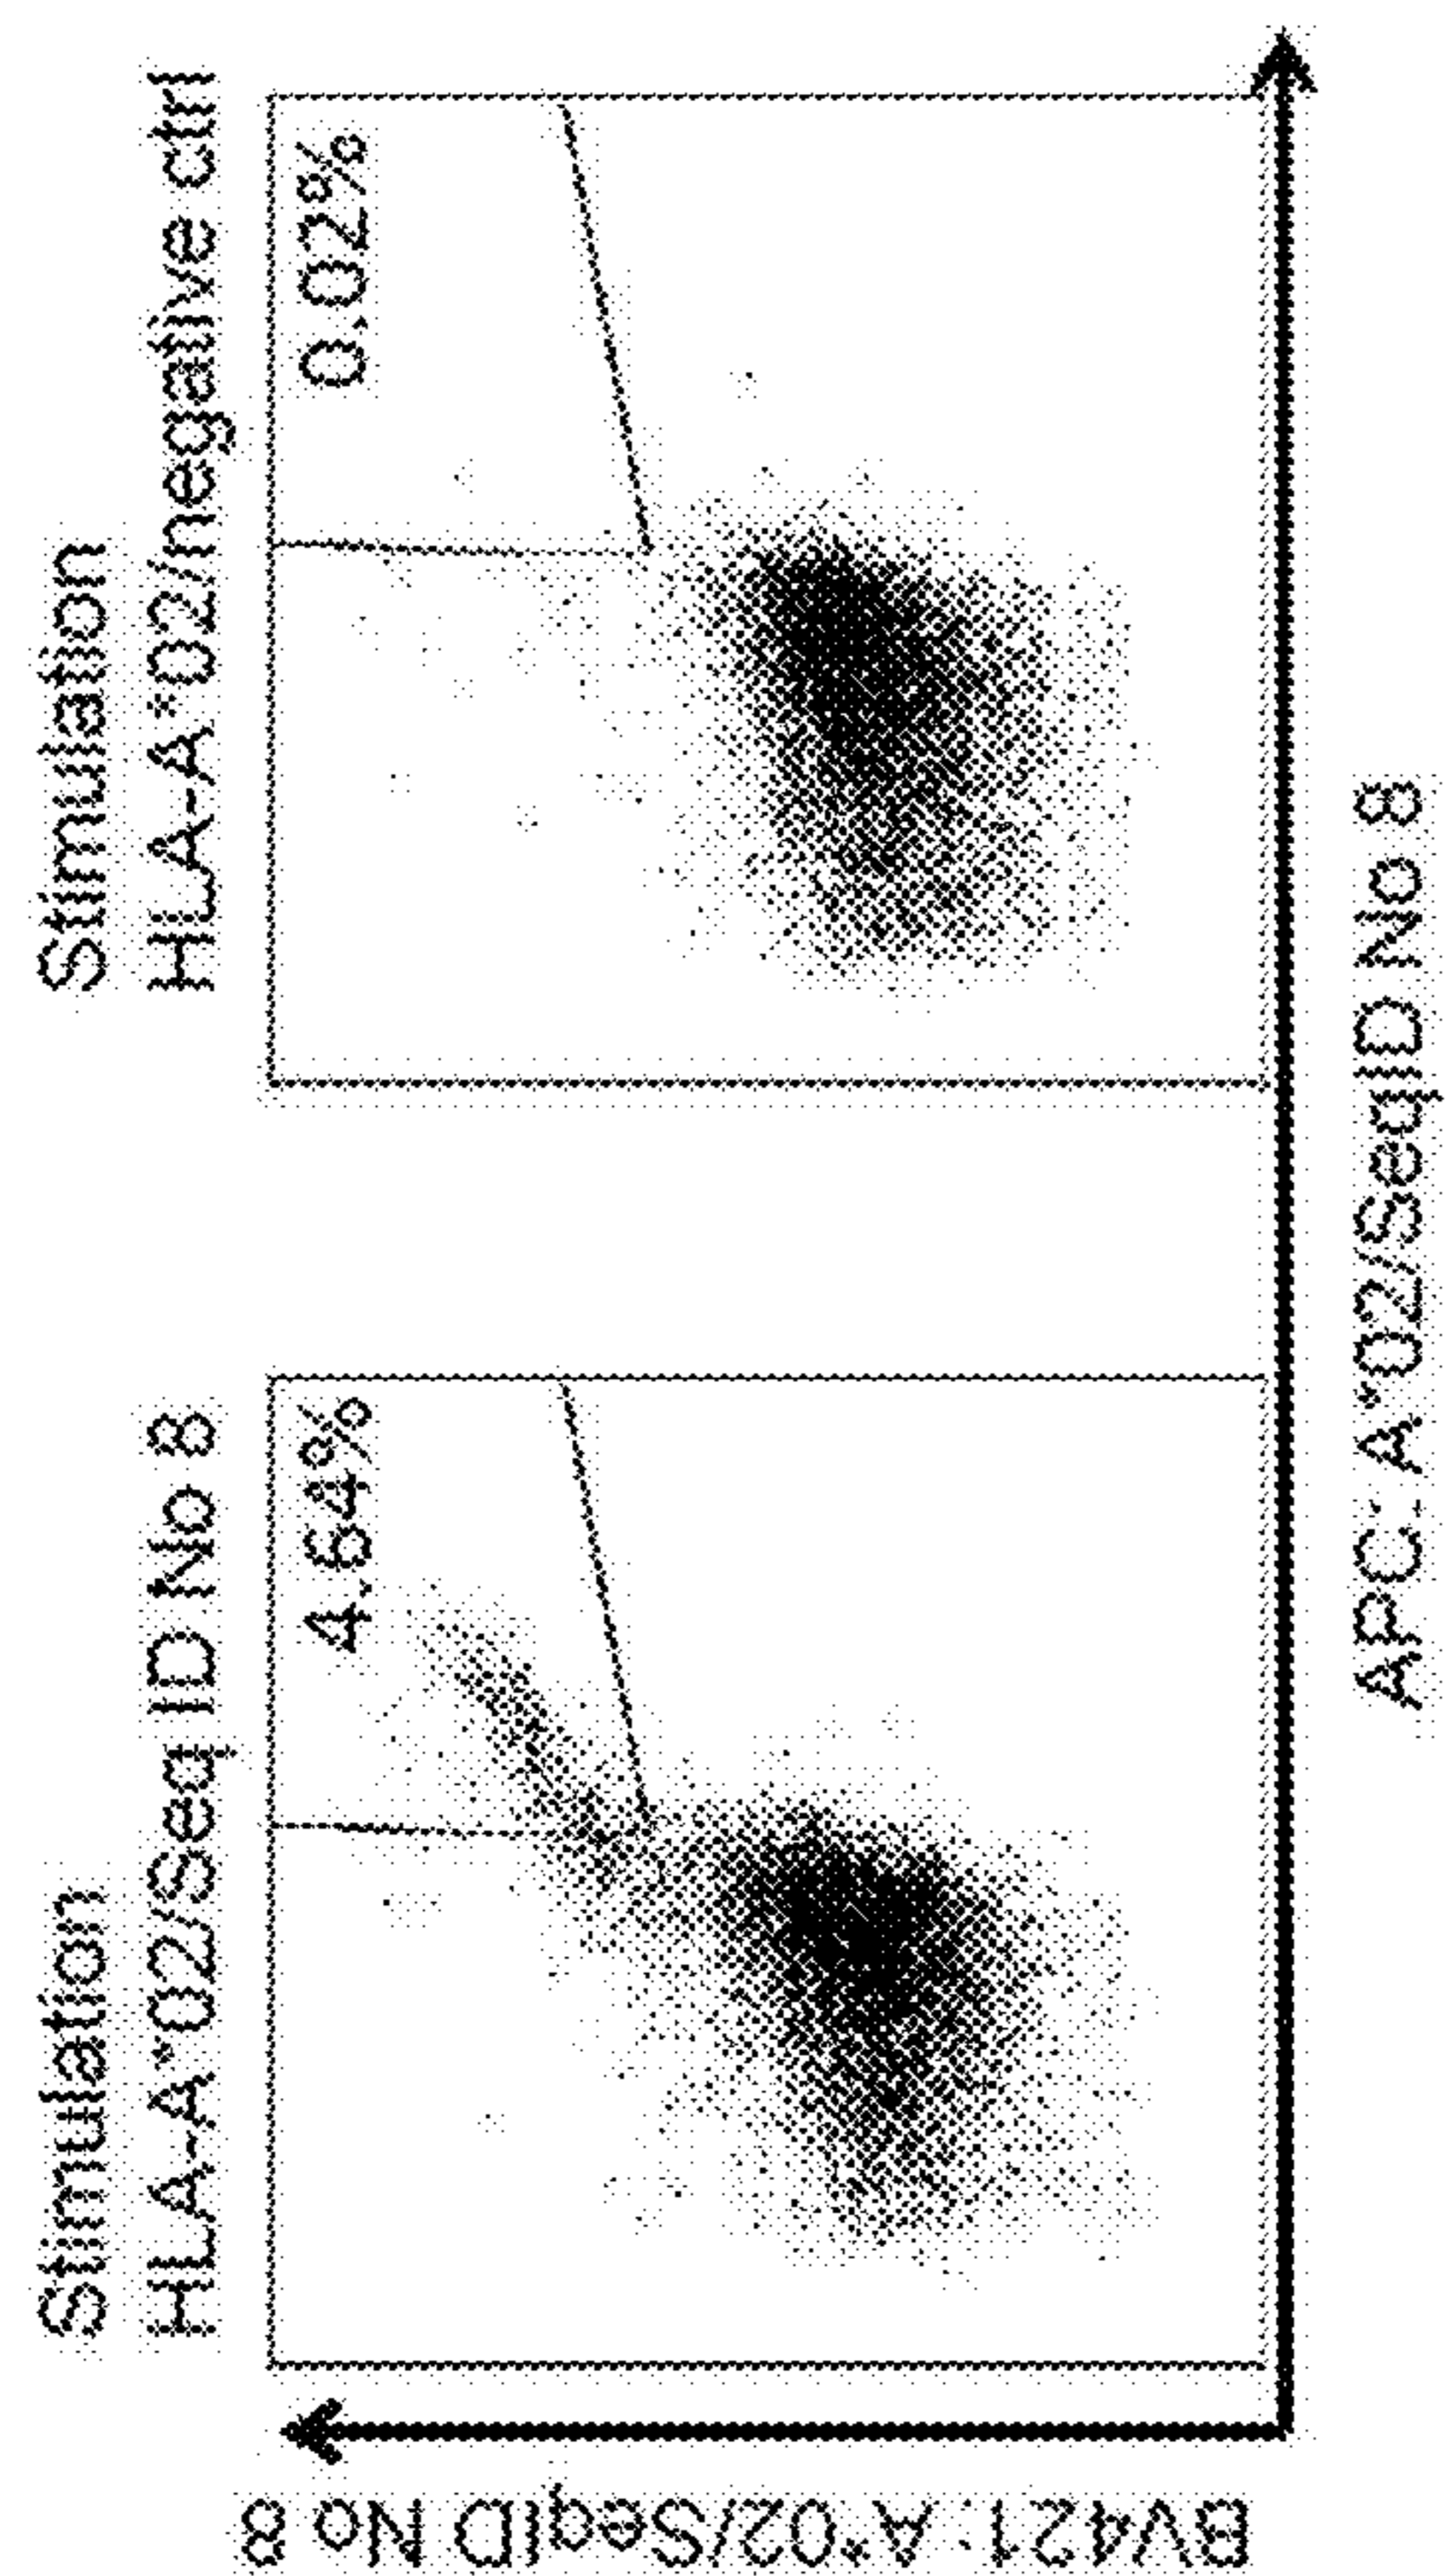 Stimulation
HLA-A*02/Seq ID No 8
Stimulation
HLA-A*02/negative ctrl
4.64%
0.02%
BV421: A*02/SeqID No 8
APC: A*02/SeqID No 8